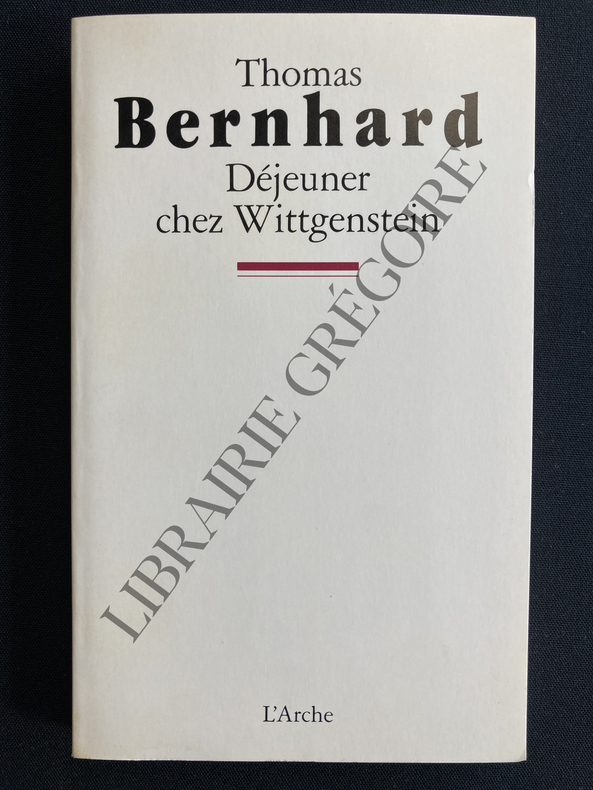 Thomas
Bernhard
Déjeuner
chez Wittgenstein
LIBRAIRIE GRÉGOIRE
L'Arche